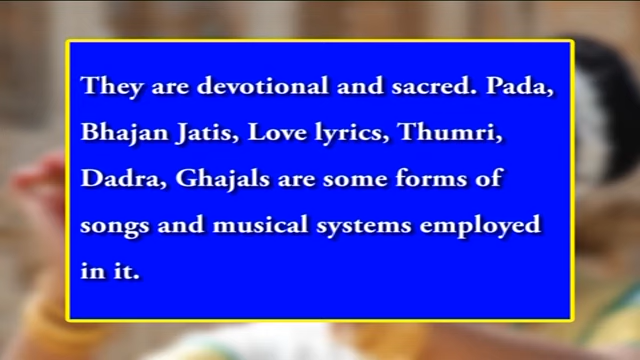 They are devotional and sacred. Pada,
Bhajan Jatis, Love lyrics, Thumri,
Dadra, Ghajals are some forms of
songs and musical systems employed
in it.